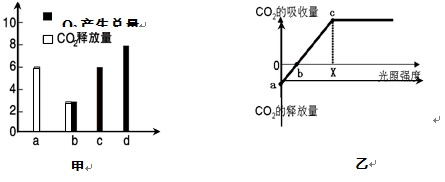 O₂产生总量
CO₂释放量
10
8
6
4
2
0
a
b
c
d
甲
CO₂的吸收量
c
0
b
X
光照强度
a
CO₂的释放量
乙